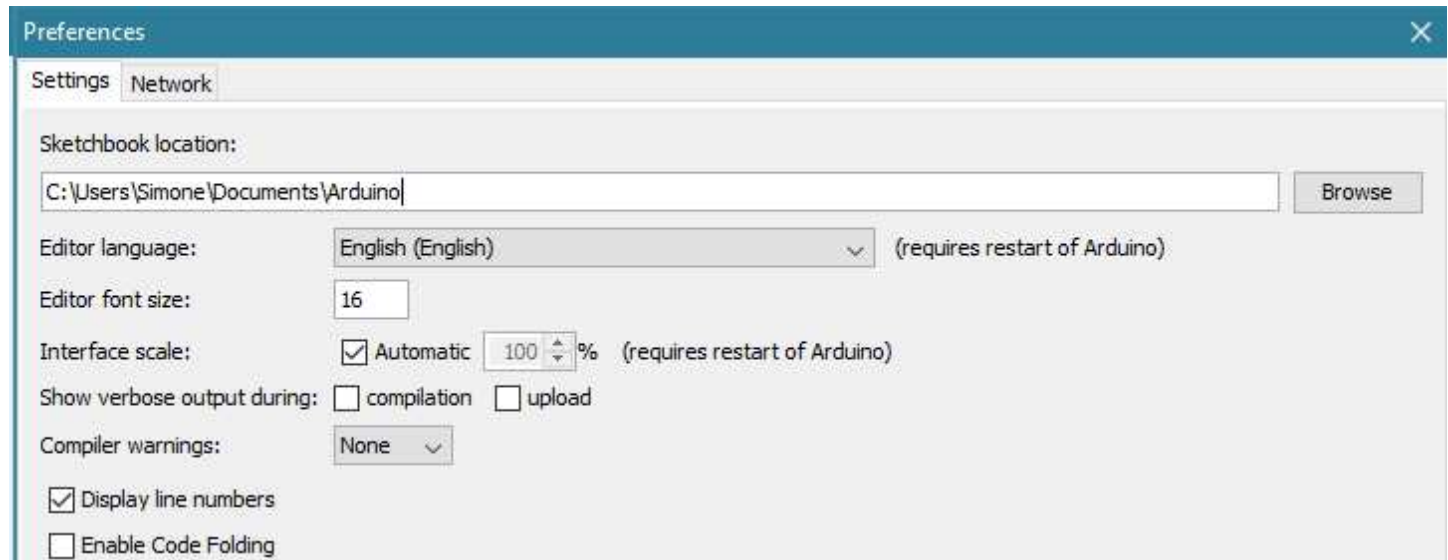 Preferences
Settings Network
Sketchbook location:
C:\Users\Simone\Documents\Arduino Browse
Editor language: English (English) (requires restart of Arduino)
Editor font size: 16
Interface scale: Automatic 100 % (requires restart of Arduino)
Show verbose output during: compilation upload
Compiler warnings: None
Display line numbers
Enable Code Folding